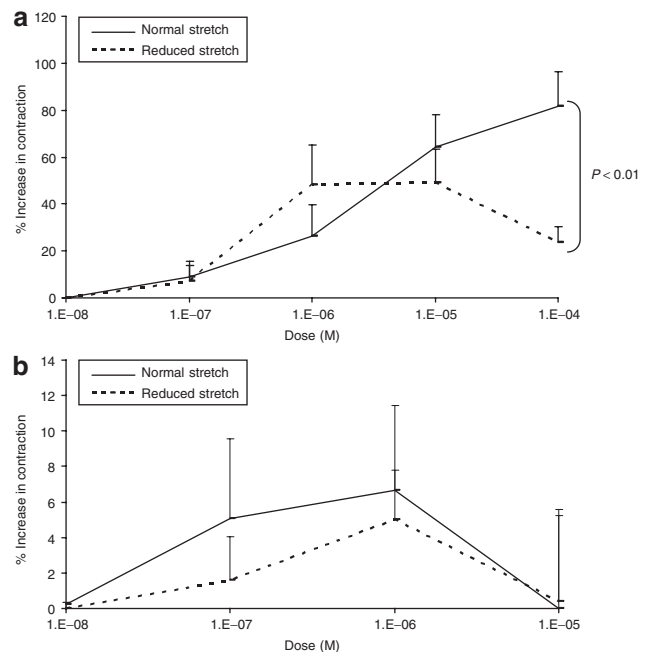 a
120
100
80
60
40
20
0
% Increase in contraction
Normal stretch
Reduced stretch
P < 0.01
1.E–08 1.E–07 1.E–06 1.E–05 1.E–04
Dose (M)
b
14
12
10
8
6
4
2
0
% Increase in contraction
Normal stretch
Reduced stretch
1.E–08 1.E–07 1.E–06 1.E–05
Dose (M)